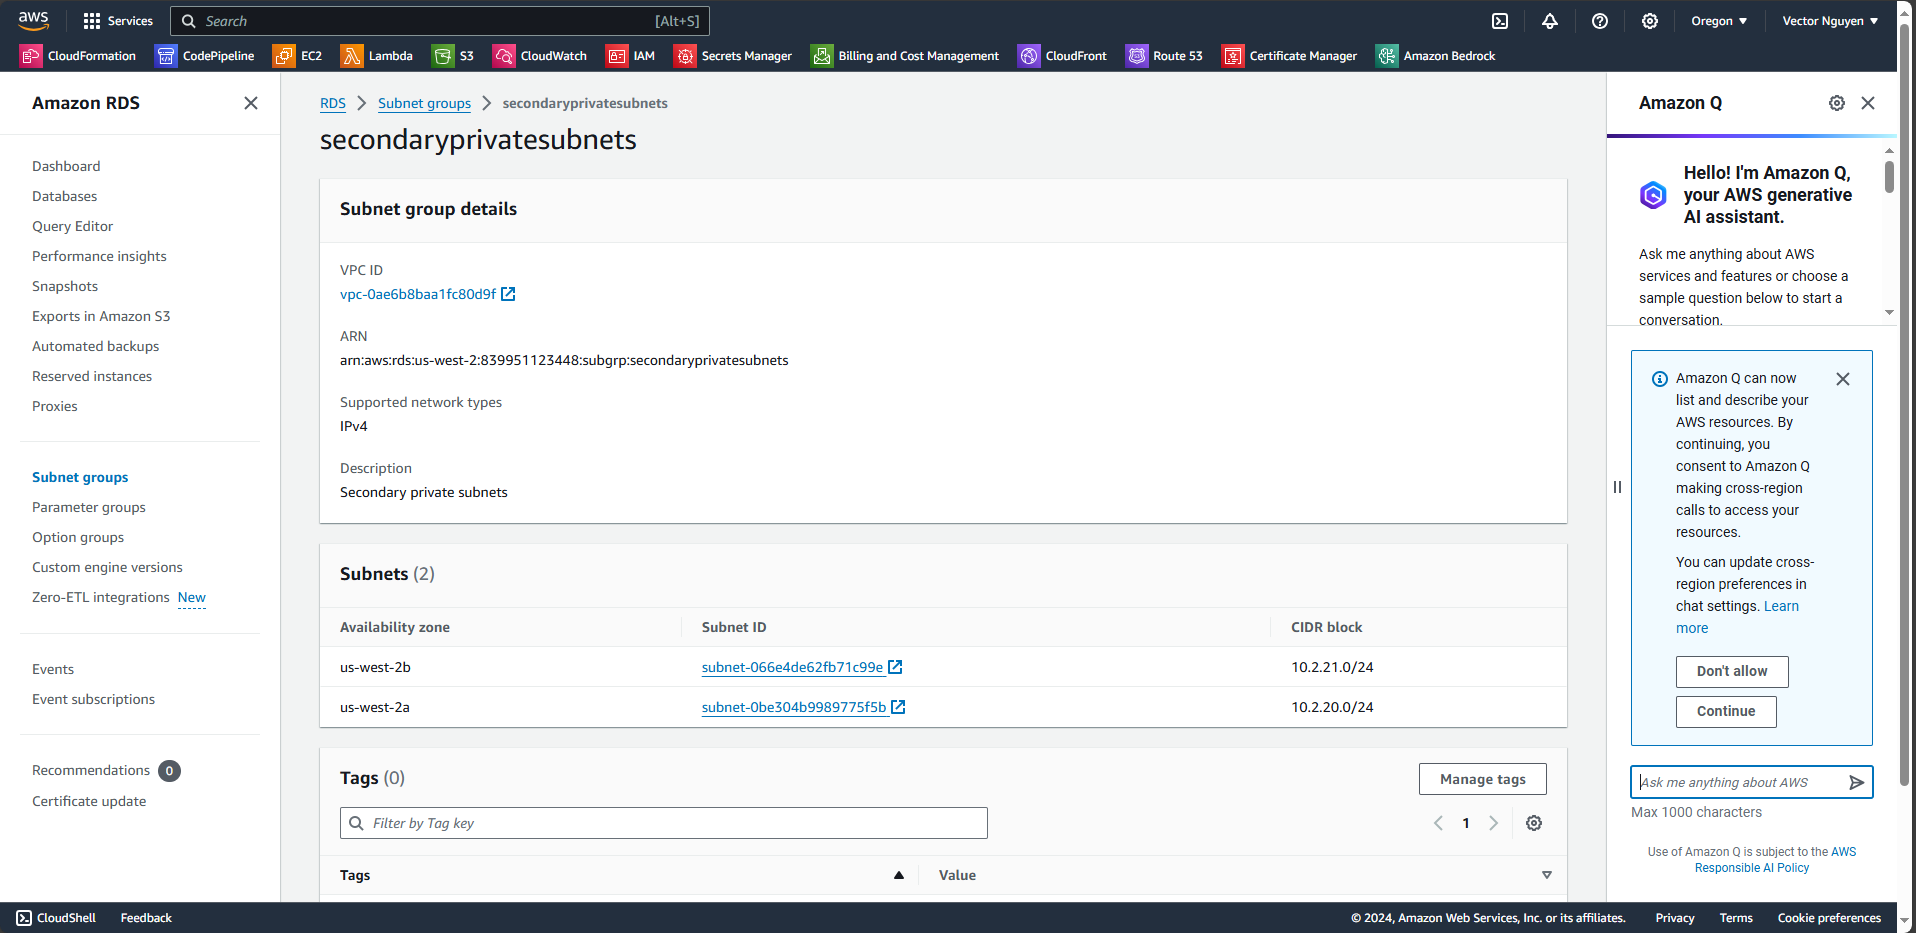 aws
Services
Search [Alt+S]
Oregon ▼
Vector Nguyen ▼
CloudFormation
CodePipeline
EC2
Lambda
S3
CloudWatch
IAM
Secrets Manager
Billing and Cost Management
CloudFront
Route 53
Certificate Manager
Amazon Bedrock
Amazon RDS
Dashboard
Databases
Query Editor
Performance insights
Snapshots
Exports in Amazon S3
Automated backups
Reserved instances
Proxies
Subnet groups
Parameter groups
Option groups
Custom engine versions
Zero-ETL integrations New
Events
Event subscriptions
Recommendations 0
Certificate update
RDS > Subnet groups > secondaryprivatesubnets
secondaryprivatesubnets
Subnet group details
VPC ID
vpc-0ae6b8baa1fc80d9f
ARN
arn:aws:rds:us-west-2:839951123448:subgrp:secondaryprivatesubnets
Supported network types
IPv4
Description
Secondary private subnets
Subnets (2)
Availability zone Subnet ID CIDR block
us-west-2b subnet-066e4de62fb71c99e 10.2.21.0/24
us-west-2a subnet-0be304b9989775f5b 10.2.20.0/24
Tags (0)
Manage tags
Filter by Tag key
1
Tags Value
Amazon Q
Hello! I'm Amazon Q,
your AWS generative
AI assistant.
Ask me anything about AWS
services and features or choose a
sample question below to start a
conversation.
Amazon Q can now
list and describe your
AWS resources. By
continuing, you
consent to Amazon Q
making cross-region
calls to access your
resources.
You can update cross-
region preferences in
chat settings. Learn
more
Don't allow
Continue
Ask me anything about AWS
Max 1000 characters
Use of Amazon Q is subject to the AWS
Responsible AI Policy
CloudShell
Feedback
© 2024, Amazon Web Services, Inc. or its affiliates.
Privacy
Terms
Cookie preferences